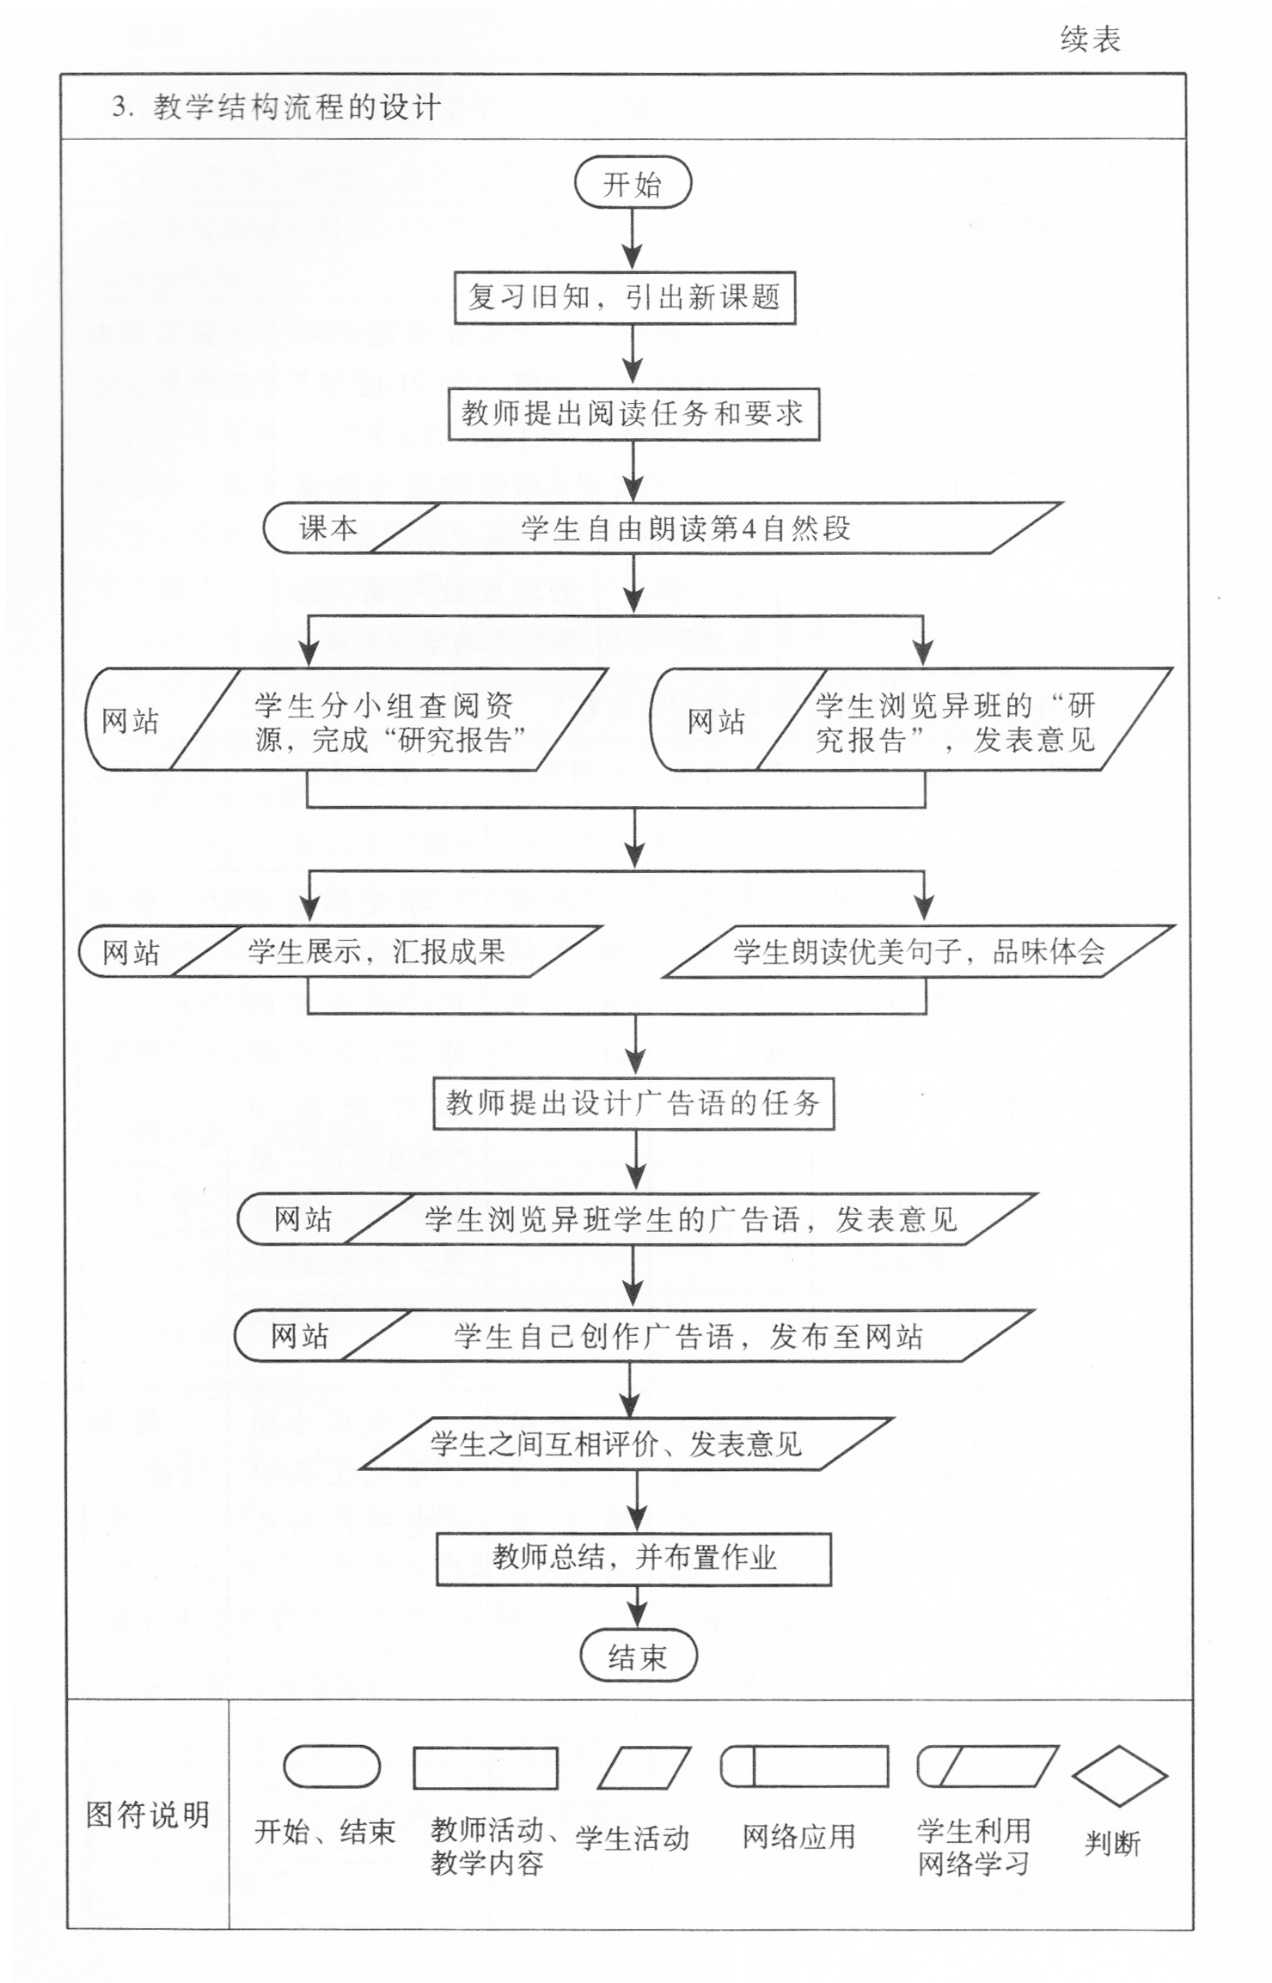 续表
3. 教学结构流程的设计
开始
复习旧知，引出新课题
教师提出阅读任务和要求
课本
学生自由朗读第4自然段
网站
学生分小组查阅资
源，完成“研究报告”
网站
学生浏览异班的“研
究报告”，发表意见
网站
学生展示，汇报成果
学生朗读优美句子，品味体会
教师提出设计广告语的任务
网站
学生浏览异班学生的广告语，发表意见
网站
学生自己创作广告语，发布至网站
学生之间互相评价、发表意见
教师总结，并布置作业
结束
图符说明
开始、结束
教师活动、
教学内容
学生活动
网络应用
学生利用
网络学习
判断